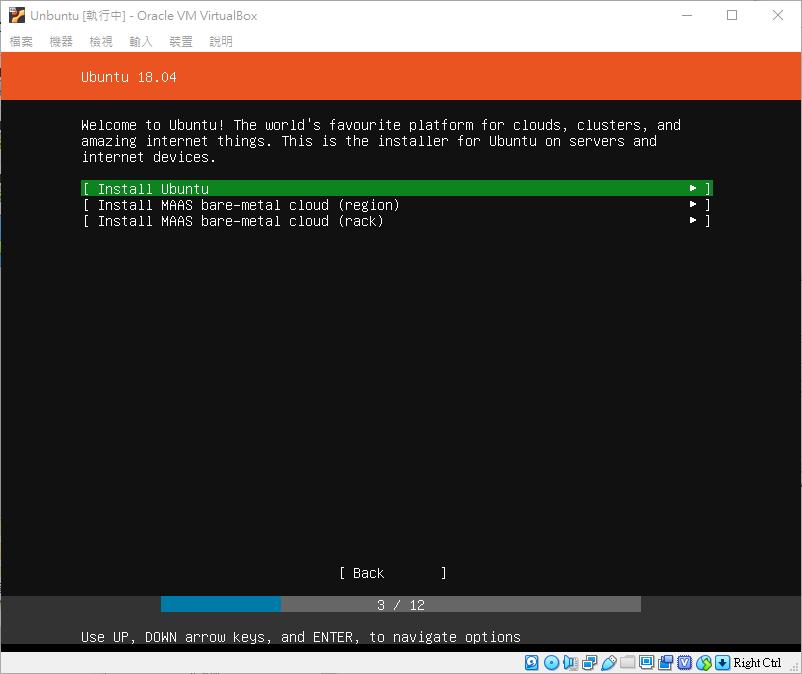 Unbuntu [執行中] - Oracle VM VirtualBox
檔案 機器 檢視 輸入 裝置 說明
Ubuntu 18.04
Welcome to Ubuntu! The world's favourite platform for clouds, clusters, and
amazing internet things. This is the installer for Ubuntu on servers and
internet devices.
[ Install Ubuntu ► ]
[ Install MAAS bare-metal cloud (region) ► ]
[ Install MAAS bare-metal cloud (rack) ► ]
[ Back ]
3 / 12
Use UP, DOWN arrow keys, and ENTER, to navigate options
Right Ctrl